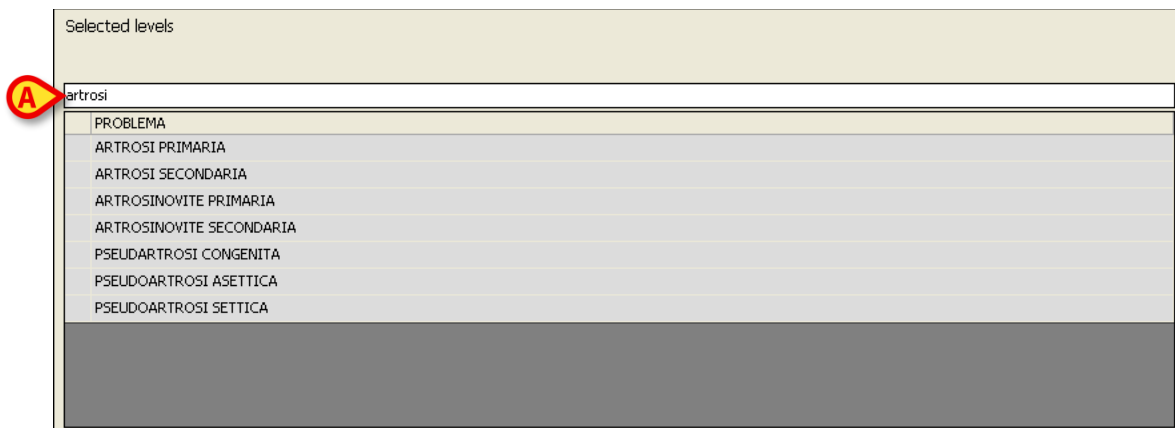 Selected levels
A
artrosi
PROBLEMA
ARTROSI PRIMARIA
ARTROSI SECONDARIA
ARTROSINOVITE PRIMARIA
ARTROSINOVITE SECONDARIA
PSEUDARTROSI CONGENITA
PSEUDOARTROSI ASETTICA
PSEUDOARTROSI SETTICA